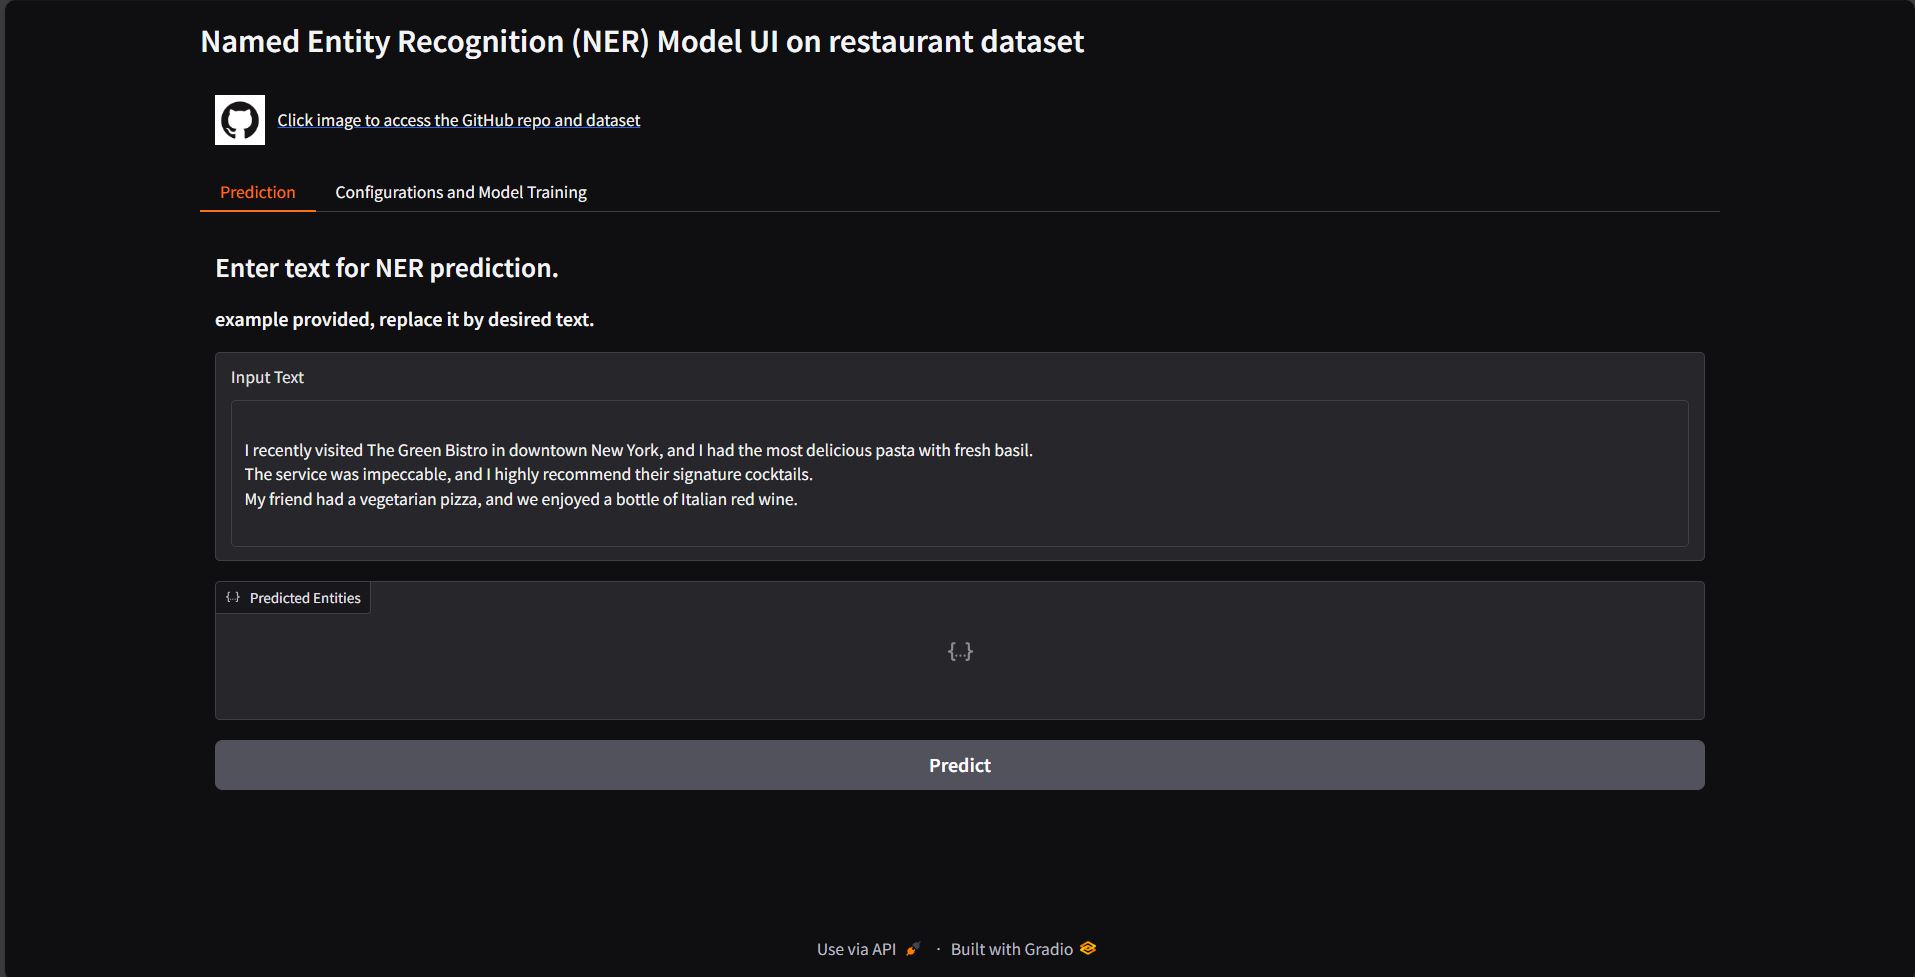 Named Entity Recognition (NER) Model UI on restaurant dataset
Click image to access the GitHub repo and dataset
Prediction
Configurations and Model Training
Enter text for NER prediction.
example provided, replace it by desired text.
Input Text
I recently visited The Green Bistro in downtown New York, and I had the most delicious pasta with fresh basil.
The service was impeccable, and I highly recommend their signature cocktails.
My friend had a vegetarian pizza, and we enjoyed a bottle of Italian red wine.
{..} Predicted Entities
{...}
Predict
Use via API · Built with Gradio